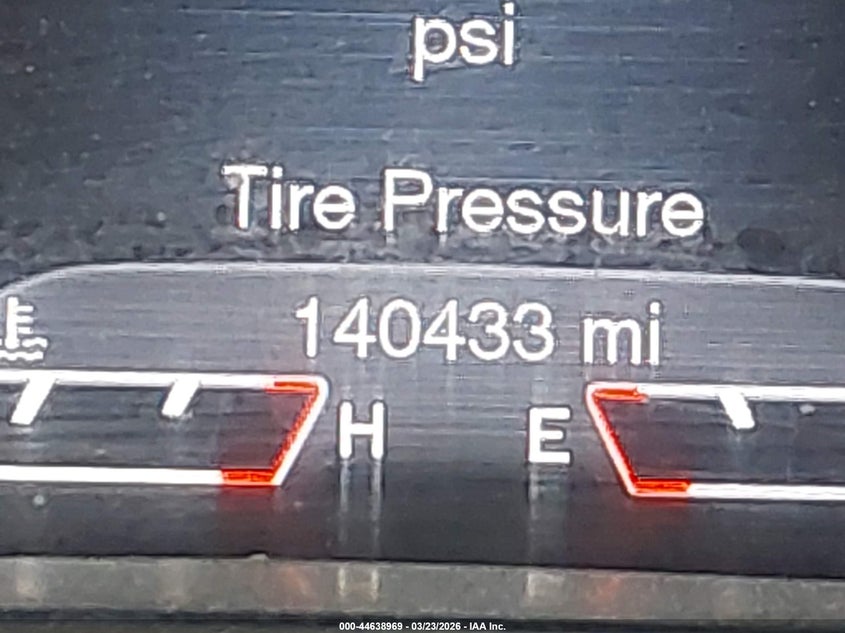 psi
Tire Pressure
140433 mi
H E
000-44638969 - 03/23/2026 - IAA Inc.